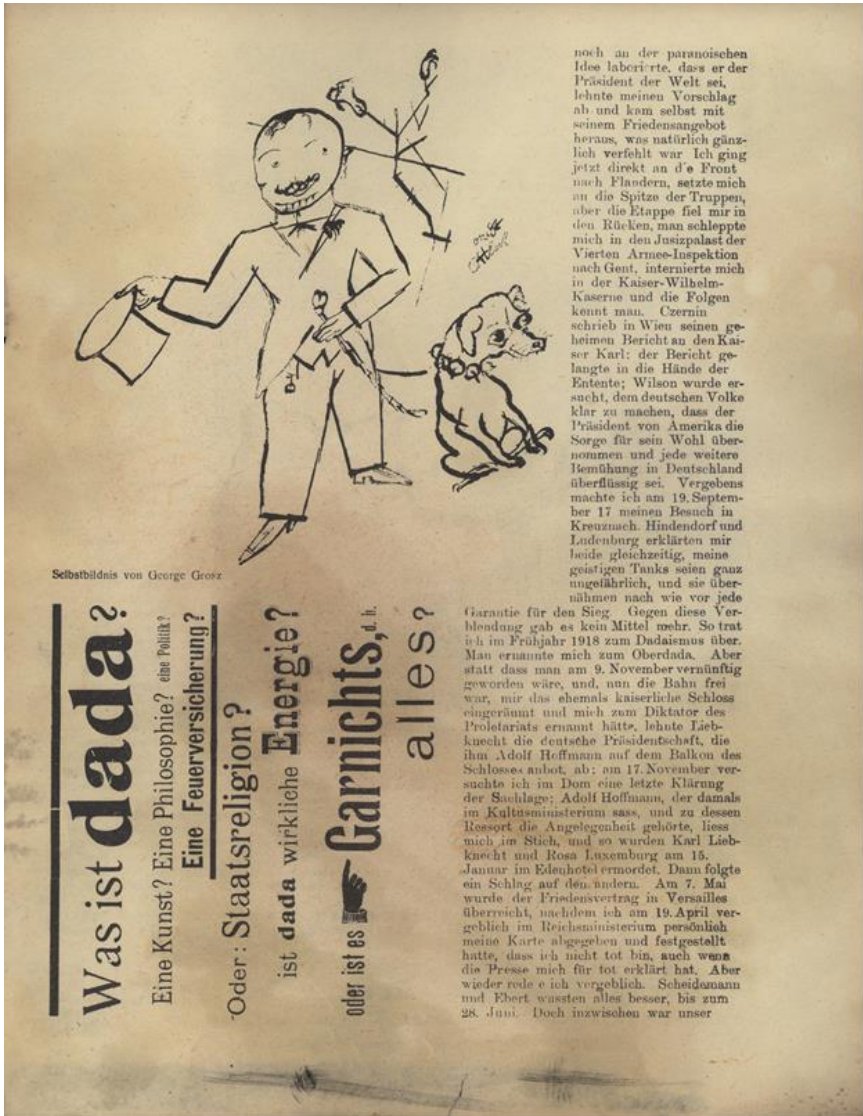 noch an der paranoischen
Idee laborierte, dass er der
Präsident der Welt sei,
lehnte meinen Vorschlag
ab und kam selbst mit
seinem Friedensangebot
heraus, was natürlich gänz-
lich verfehlt war Ich ging
jetzt direkt an d'e Front
nach Flandern, setzte mich
an die Spitze der Truppen,
aber die Etappe fiel mir in
den Rücken, man schleppte
mich in den Jusizpalast der
Vierten Armee-Inspektion
nach Gent, internierte mich
in der Kaiser-Wilhelm-
Kaserne und die Folgen
kennt man. Czernin
schrieb in Wien seinen ge-
heimen Bericht an den Kai-
ser Karl: der Bericht ge-
langte in die Hände der
Entente; Wilson wurde er-
sucht, dem deutschen Volke
klar zu machen, dass der
Präsident von Amerika die
Sorge für sein Wohl über-
nommen und jede weitere
Bemühung in Deutschland
überflüssig sei. Vergebens
machte ich am 19. Septem-
ber 17 meinen Besuch in
Kreuznach. Hindendorf und
Ludenburg erklärten mir
beide gleichzeitig, meine
geistigen Tanks seien ganz
ungefährlich, und sie über-
nähmen nach wie vor jede
Garantie für den Sieg. Gegen diese Ver-
blendung gab es kein Mittel mehr. So trat
ich im Frühjahr 1918 zum Dadaismus über.
Man ernannte mich zum Oberdada. Aber
statt dass man am 9. November vernünftig
geworden wäre, und, nun die Bahn frei
war, mir das ehemals kaiserliche Schloss
eingeräumt und mich zum Diktator des
Proletariats ernannt hätte, lehnte Lieb-
knecht die deutsche Präsidentschaft, die
ihm Adolf Hoffmann auf dem Balkon des
Schlosses anbot, ab; am 17. November ver-
suchte ich im Dom eine letzte Klärung
der Sachlage; Adolf Hoffmann, der damals
im Kultusministerium sass, und zu dessen
Ressort die Angelegenheit gehörte, liess
mich im Stich, und so wurden Karl Lieb-
knecht und Rosa Luxemburg am 15.
Januar im Edenhotel ermordet. Dann folgte
ein Schlag auf den andern. Am 7. Mai
wurde der Friedensvertrag in Versailles
überreicht, nachdem ich am 19. April ver-
geblich im Reichsministerium persönlich
meine Karte abgegeben und festgestellt
hatte, dass ich nicht tot bin, auch wenn
die Presse mich für tot erklärt hat. Aber
wieder rede e ich vergeblich. Scheidemann
und Ebert wussten alles besser, bis zum
28. Juni. Doch inzwischen war unser
Selbstbildnis von George Grosz
Was ist dada?
Eine Kunst? Eine Philosophie? eine Politik?
Eine Feuerversicherung?
Oder: Staatsreligion?
ist dada wirkliche Energie?
oder ist es Garnichts, d. h.
alles?